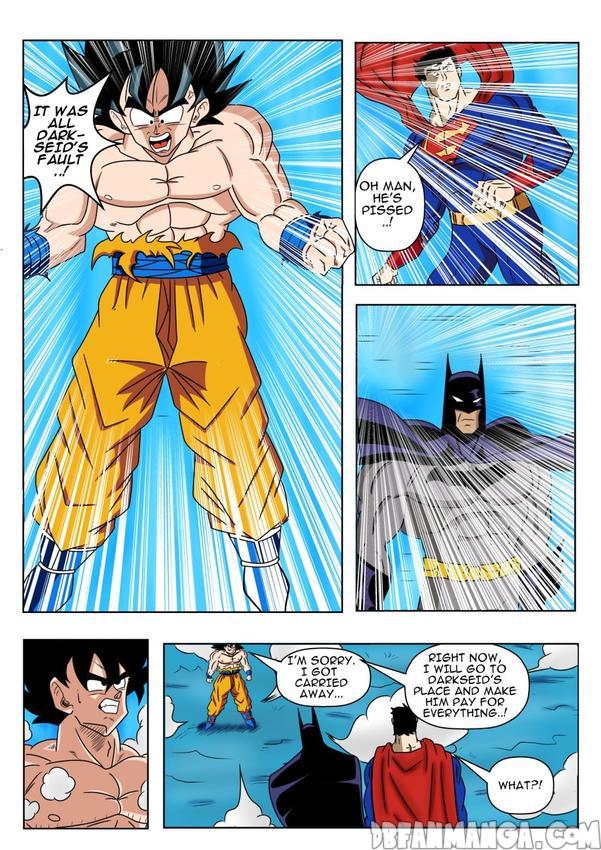 IT WAS
ALL
DARK-
SEID'S
FAULT
..!
OH MAN,
HE'S
PISSED
..!
I'M SORRY.
I GOT
CARRIED
AWAY...
RIGHT NOW,
I WILL GO TO
DARKSEID'S
PLACE AND MAKE
HIM PAY FOR
EVERYTHING..!
WHAT?!
DBFANMANGA.COM